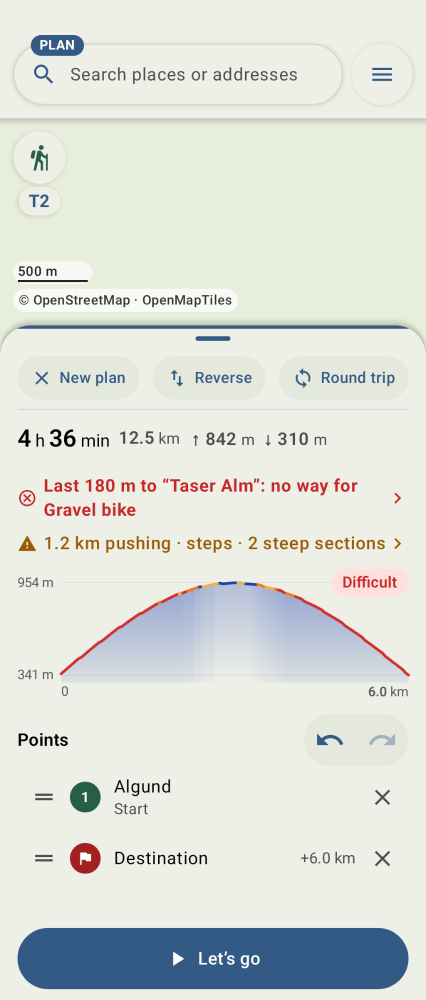 PLAN
Search places or addresses
T2
500 m
© OpenStreetMap · OpenMapTiles
New plan
Reverse
Round trip
4 h 36 min 12.5 km ↑ 842 m ↓ 310 m
Last 180 m to “Taser Alm”: no way for
Gravel bike
1.2 km pushing · steps · 2 steep sections
954 m
Difficult
341 m
0
6.0 km
Points
1
Algund
Start
Destination
+6.0 km
Let’s go